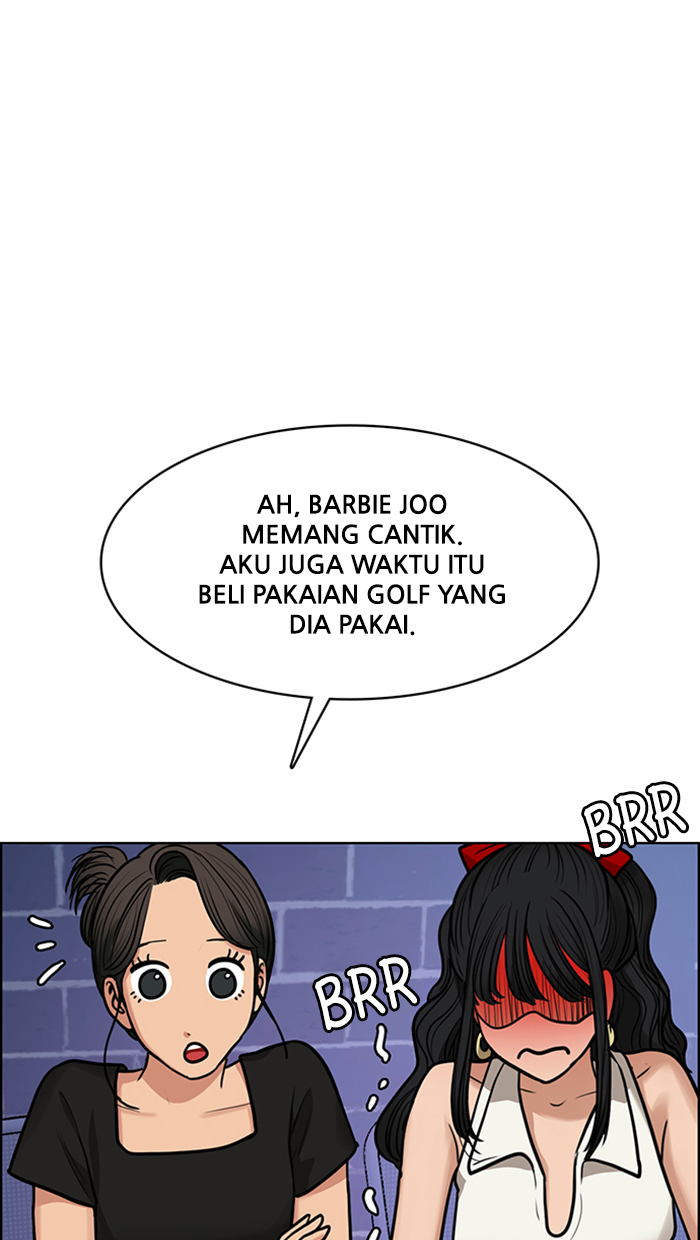 AH, BARBIE JOO
MEMANG CANTIK.
AKU JUGA WAKTU ITU
BELI PAKAIAN GOLF YANG
DIA PAKAI.
BRR
BRR